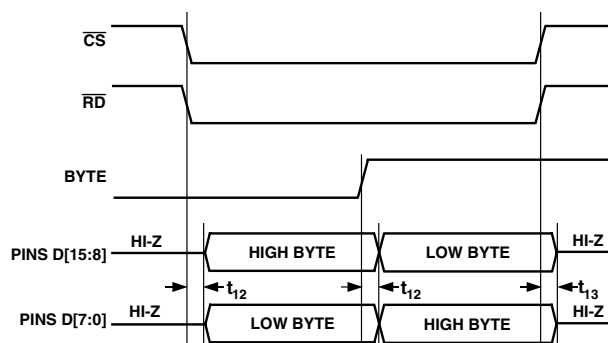 CS
RD
BYTE
PINS D[15:8] HI-Z HIGH BYTE LOW BYTE HI-Z
t12 t12 t13
PINS D[7:0] HI-Z LOW BYTE HIGH BYTE HI-Z